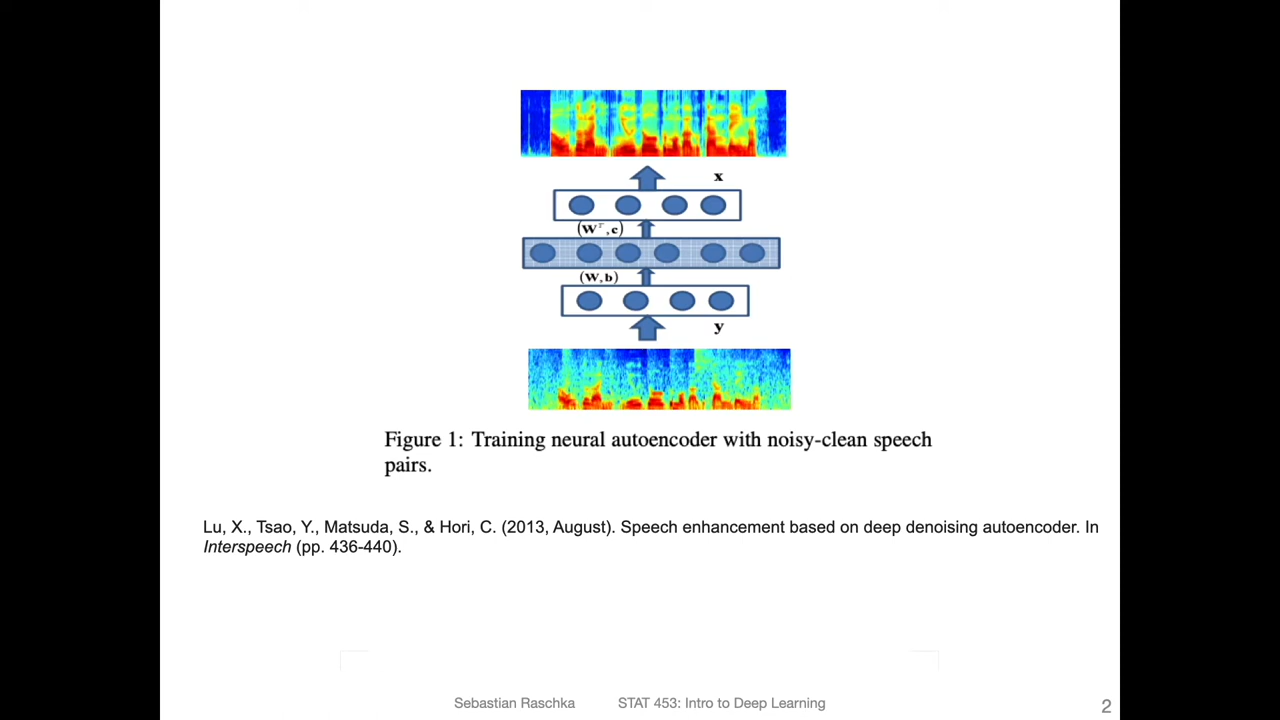 x
(Wᵀ,c)
(W,b)
y
Figure 1: Training neural autoencoder with noisy-clean speech
pairs.
Lu, X., Tsao, Y., Matsuda, S., & Hori, C. (2013, August). Speech enhancement based on deep denoising autoencoder. In
Interspeech (pp. 436-440).
Sebastian Raschka STAT 453: Intro to Deep Learning 2